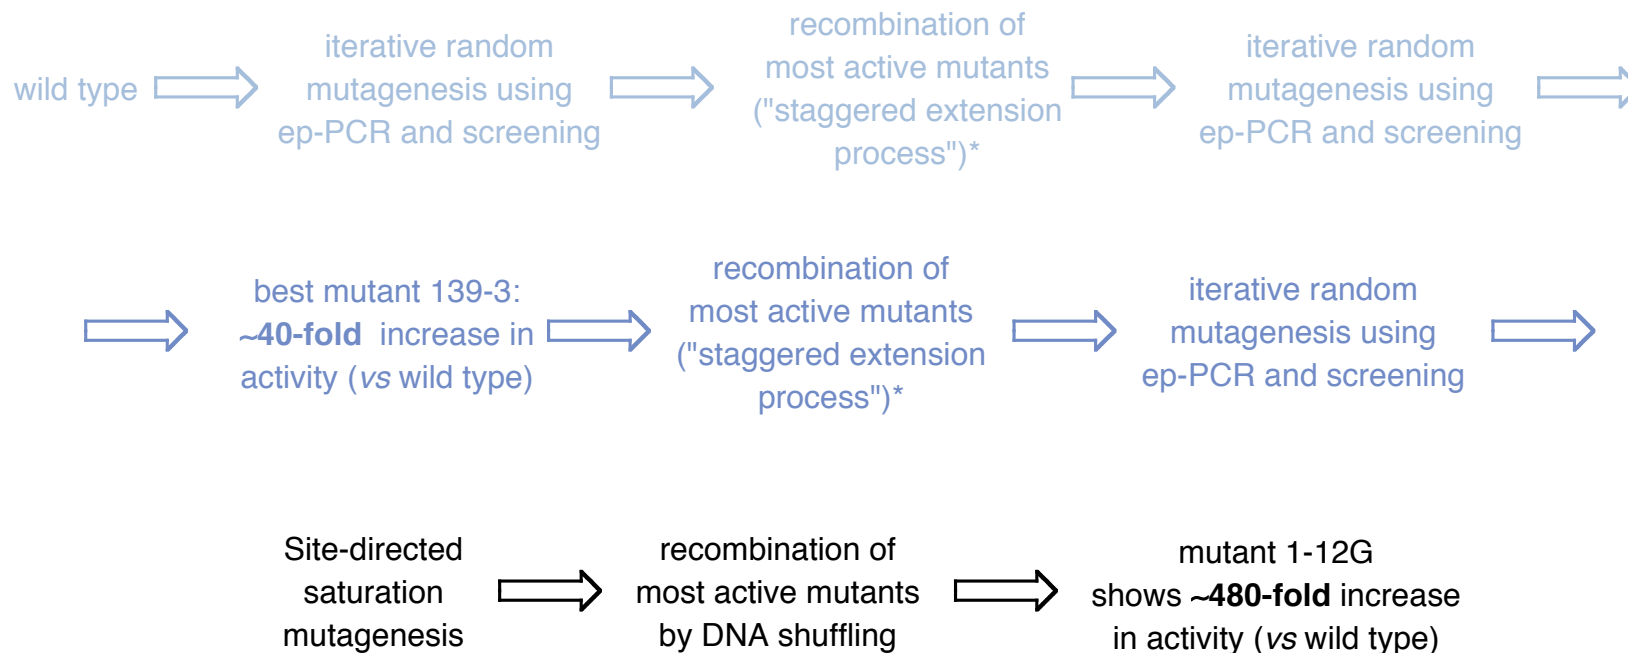 wild type
iterative random
mutagenesis using
ep-PCR and screening
recombination of
most active mutants
("staggered extension
process")*
iterative random
mutagenesis using
ep-PCR and screening
best mutant 139-3:
~40-fold increase in
activity (vs wild type)
recombination of
most active mutants
("staggered extension
process")*
iterative random
mutagenesis using
ep-PCR and screening
Site-directed
saturation
mutagenesis
recombination of
most active mutants
by DNA shuffling
mutant 1-12G
shows ~480-fold increase
in activity (vs wild type)